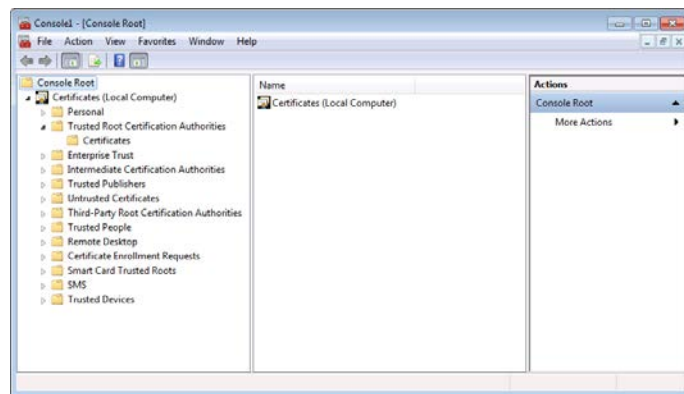 Console1 - [Console Root]
File Action View Favorites Window Help
Console Root
Certificates (Local Computer)
Personal
Trusted Root Certification Authorities
Certificates
Enterprise Trust
Intermediate Certification Authorities
Trusted Publishers
Untrusted Certificates
Third-Party Root Certification Authorities
Trusted People
Remote Desktop
Certificate Enrollment Requests
Smart Card Trusted Roots
SMS
Trusted Devices
Name
Certificates (Local Computer)
Actions
Console Root
More Actions